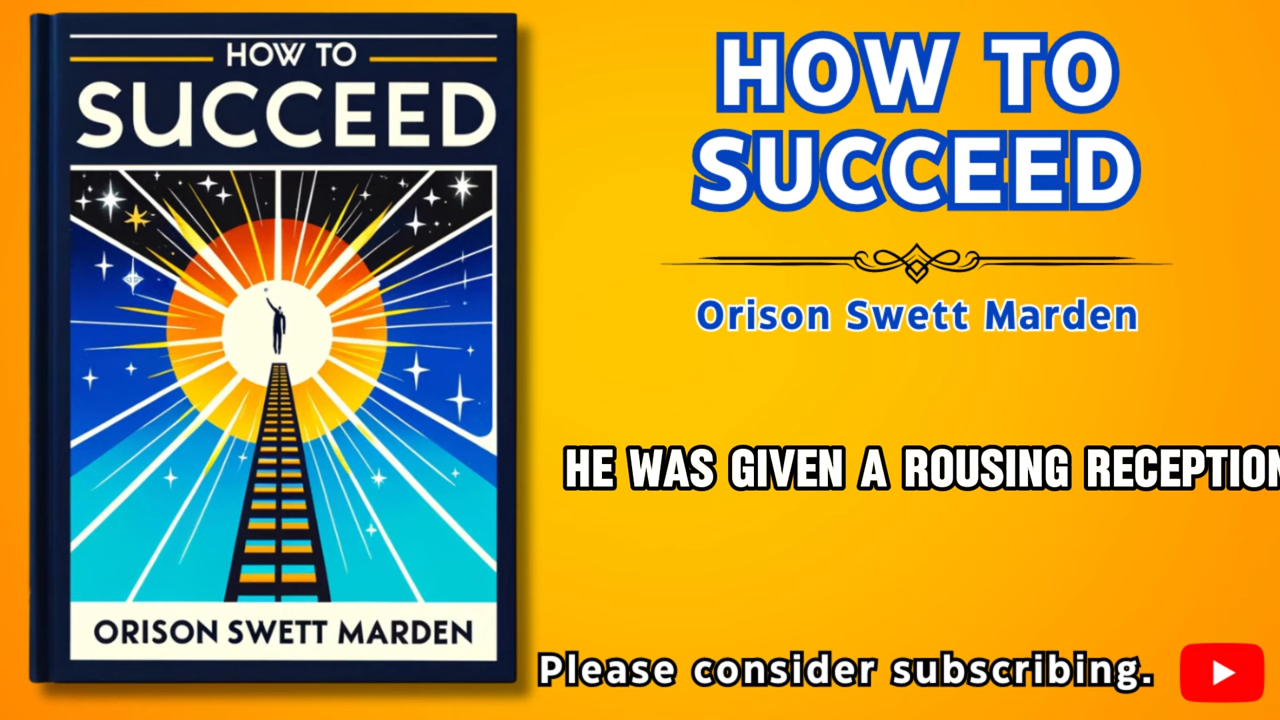 HOW TO
SUCCEED
ORISON SWETT MARDEN
HOW TO
SUCCEED
Orison Swett Marden
HE WAS GIVEN A ROUSING RECEPTION
Please consider subscribing.